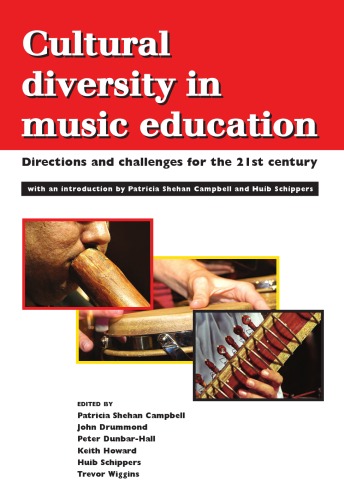 Cultural
diversity in
music education
Directions and challenges for the 21st century
with an introduction by Patricia Shehan Campbell and Huib Schippers
EDITED BY
Patricia Shehan Campbell
John Drummond
Peter Dunbar-Hall
Keith Howard
Huib Schippers
Trevor Wiggins